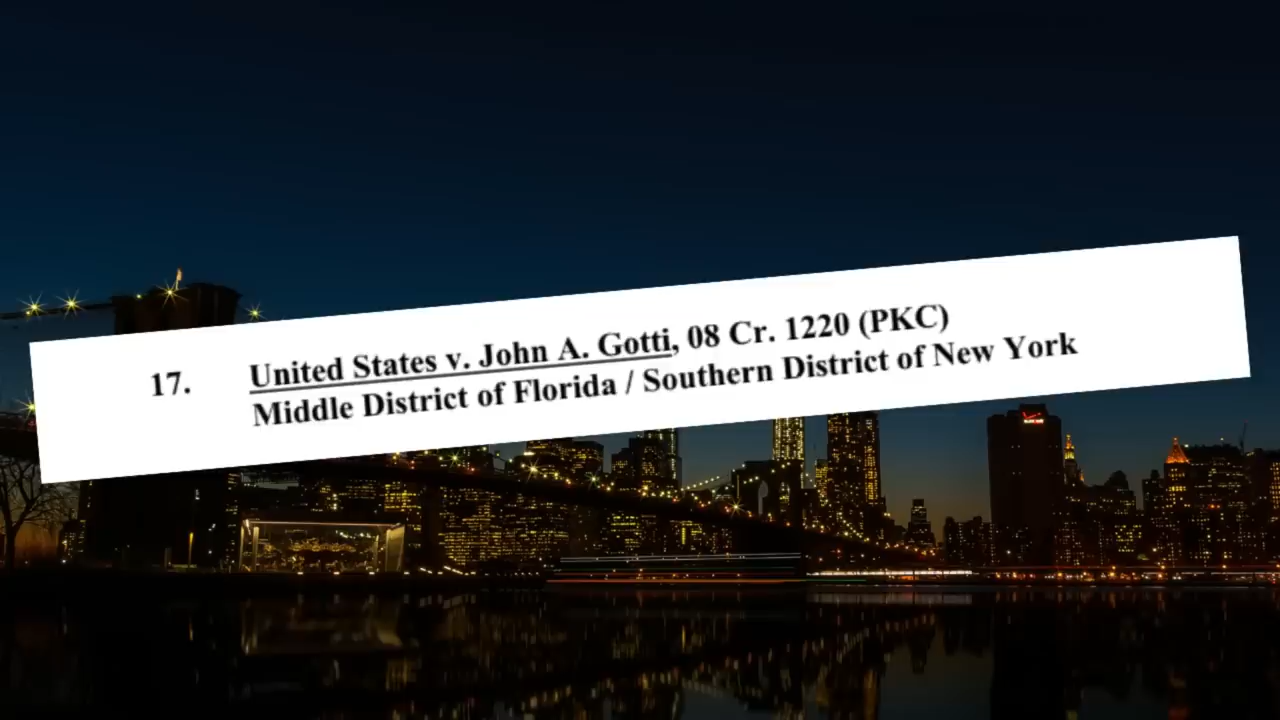 17. United States v. John A. Gotti, 08 Cr. 1220 (PKC)
Middle District of Florida / Southern District of New York